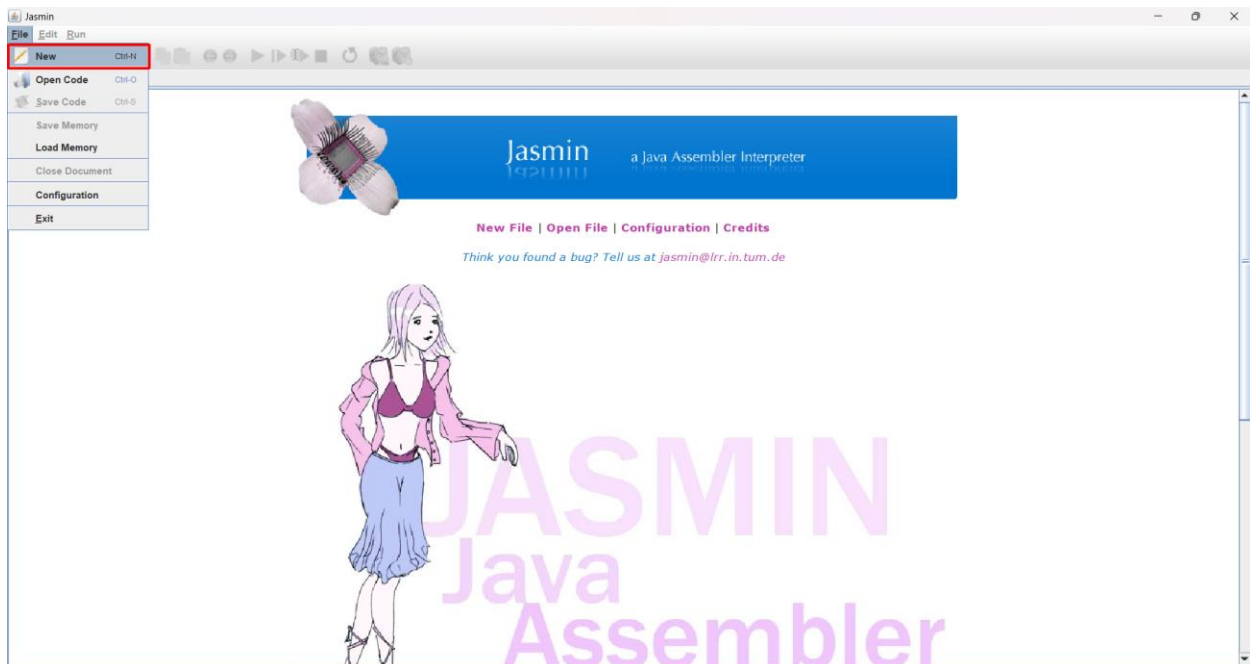 Jasmin
File Edit Run
New Ctrl-N
Open Code Ctrl-O
Save Code Ctrl-S
Save Memory
Load Memory
Close Document
Configuration
Exit
Jasmin a Java Assembler Interpreter
New File | Open File | Configuration | Credits
Think you found a bug? Tell us at jasmin@lrr.in.tum.de
JASMIN
Java
Assembler